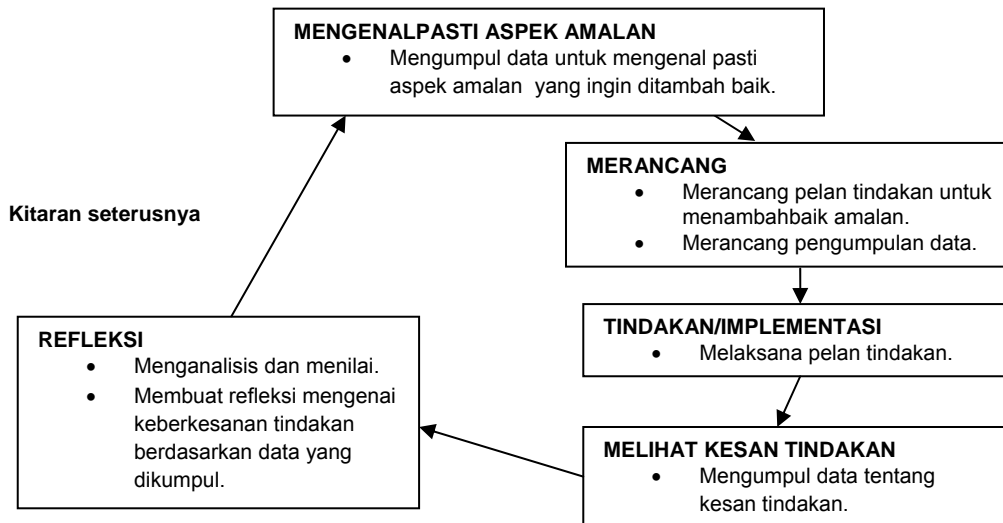 MENGENALPASTI ASPEK AMALAN
• Mengumpul data untuk mengenal pasti
aspek amalan yang ingin ditambah baik.
MERANCANG
• Merancang pelan tindakan untuk
menambahbaik amalan.
• Merancang pengumpulan data.
Kitaran seterusnya
TINDAKAN/IMPLEMENTASI
• Melaksana pelan tindakan.
REFLEKSI
• Menganalisis dan menilai.
• Membuat refleksi mengenai
keberkesanan tindakan
berdasarkan data yang
dikumpul.
MELIHAT KESAN TINDAKAN
• Mengumpul data tentang
kesan tindakan.